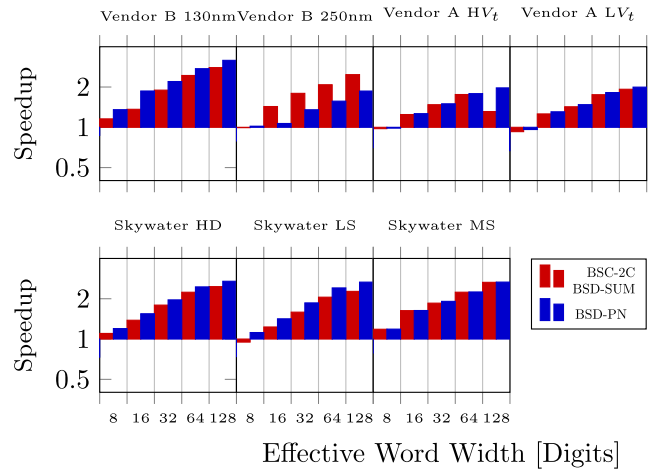 Vendor B 130nm Vendor B 250nm Vendor A HVt Vendor A LVt
Speedup
2
1
0.5
Skywater HD Skywater LS Skywater MS
Speedup
2
1
0.5
BSC-2C
BSD-SUM
BSD-PN
8 16 32 64 128 8 16 32 64 128 8 16 32 64 128
Effective Word Width [Digits]